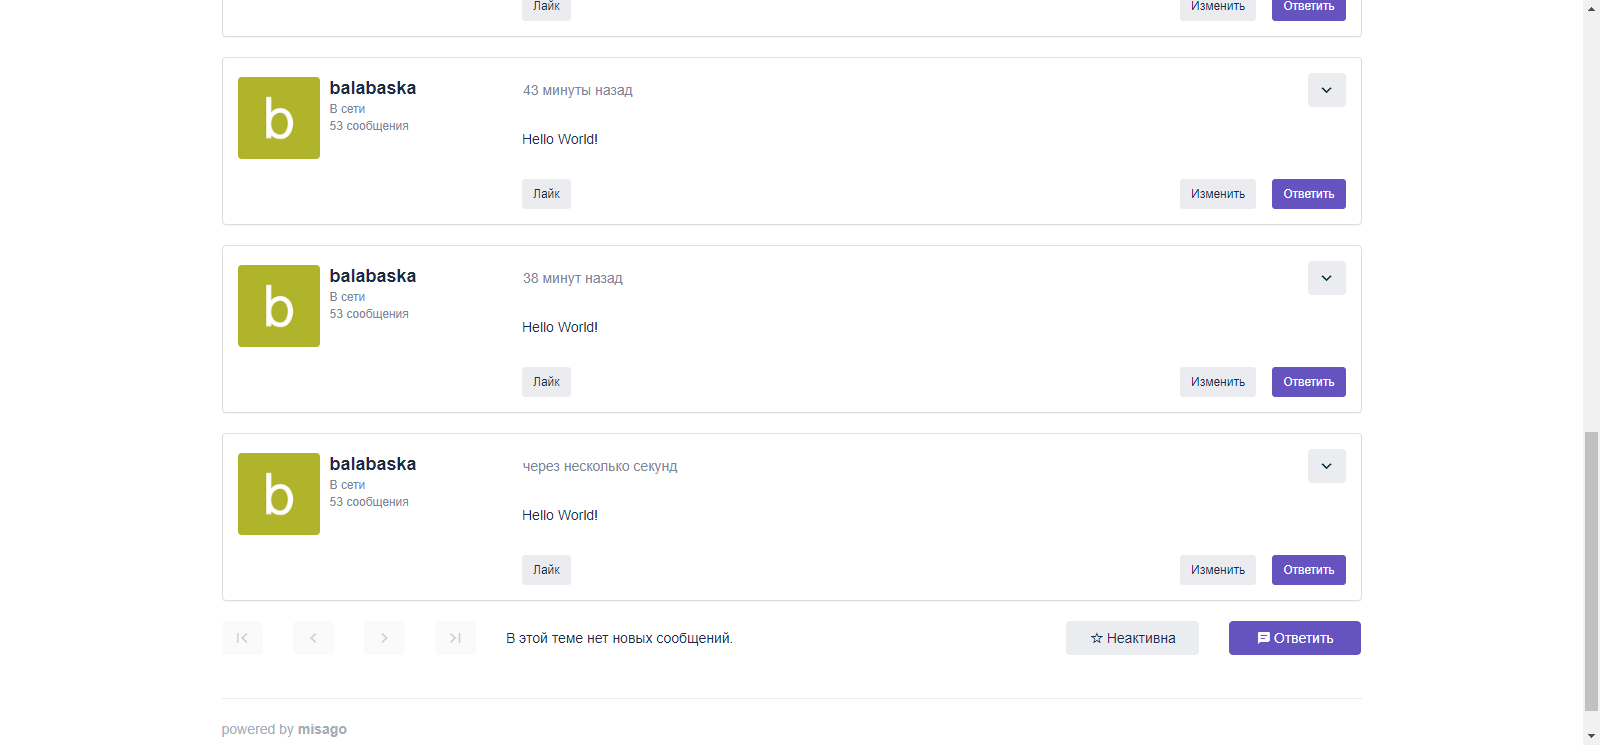 Лайк
Изменить
Ответить
b
balabaska
В сети
53 сообщения
43 минуты назад
Hello World!
Лайк
Изменить
Ответить
b
balabaska
В сети
53 сообщения
38 минут назад
Hello World!
Лайк
Изменить
Ответить
b
balabaska
В сети
53 сообщения
через несколько секунд
Hello World!
Лайк
Изменить
Ответить
В этой теме нет новых сообщений.
Неактивна
Ответить
powered by misago